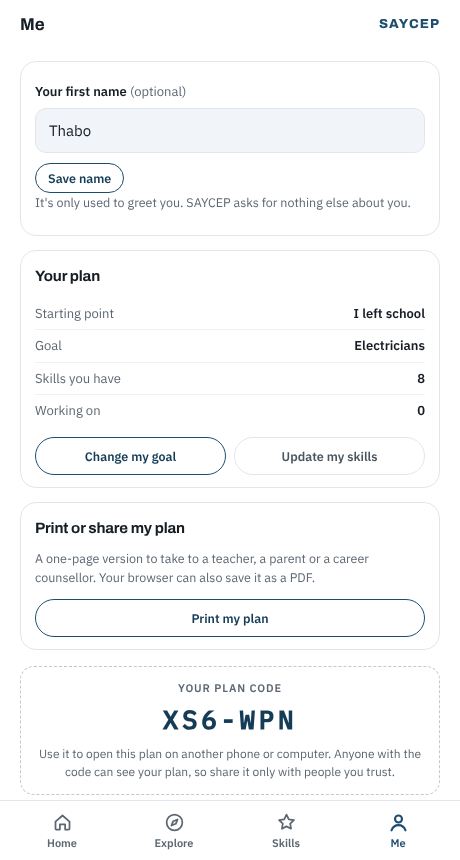 Me
SAYCEP
Your first name (optional)
Thabo
Save name
It's only used to greet you. SAYCEP asks for nothing else about you.
Your plan
Starting point
I left school
Goal
Electricians
Skills you have
8
Working on
0
Change my goal
Update my skills
Print or share my plan
A one-page version to take to a teacher, a parent or a career
counsellor. Your browser can also save it as a PDF.
Print my plan
YOUR PLAN CODE
XS6-WPN
Use it to open this plan on another phone or computer. Anyone with the
code can see your plan, so share it only with people you trust.
Home
Explore
Skills
Me